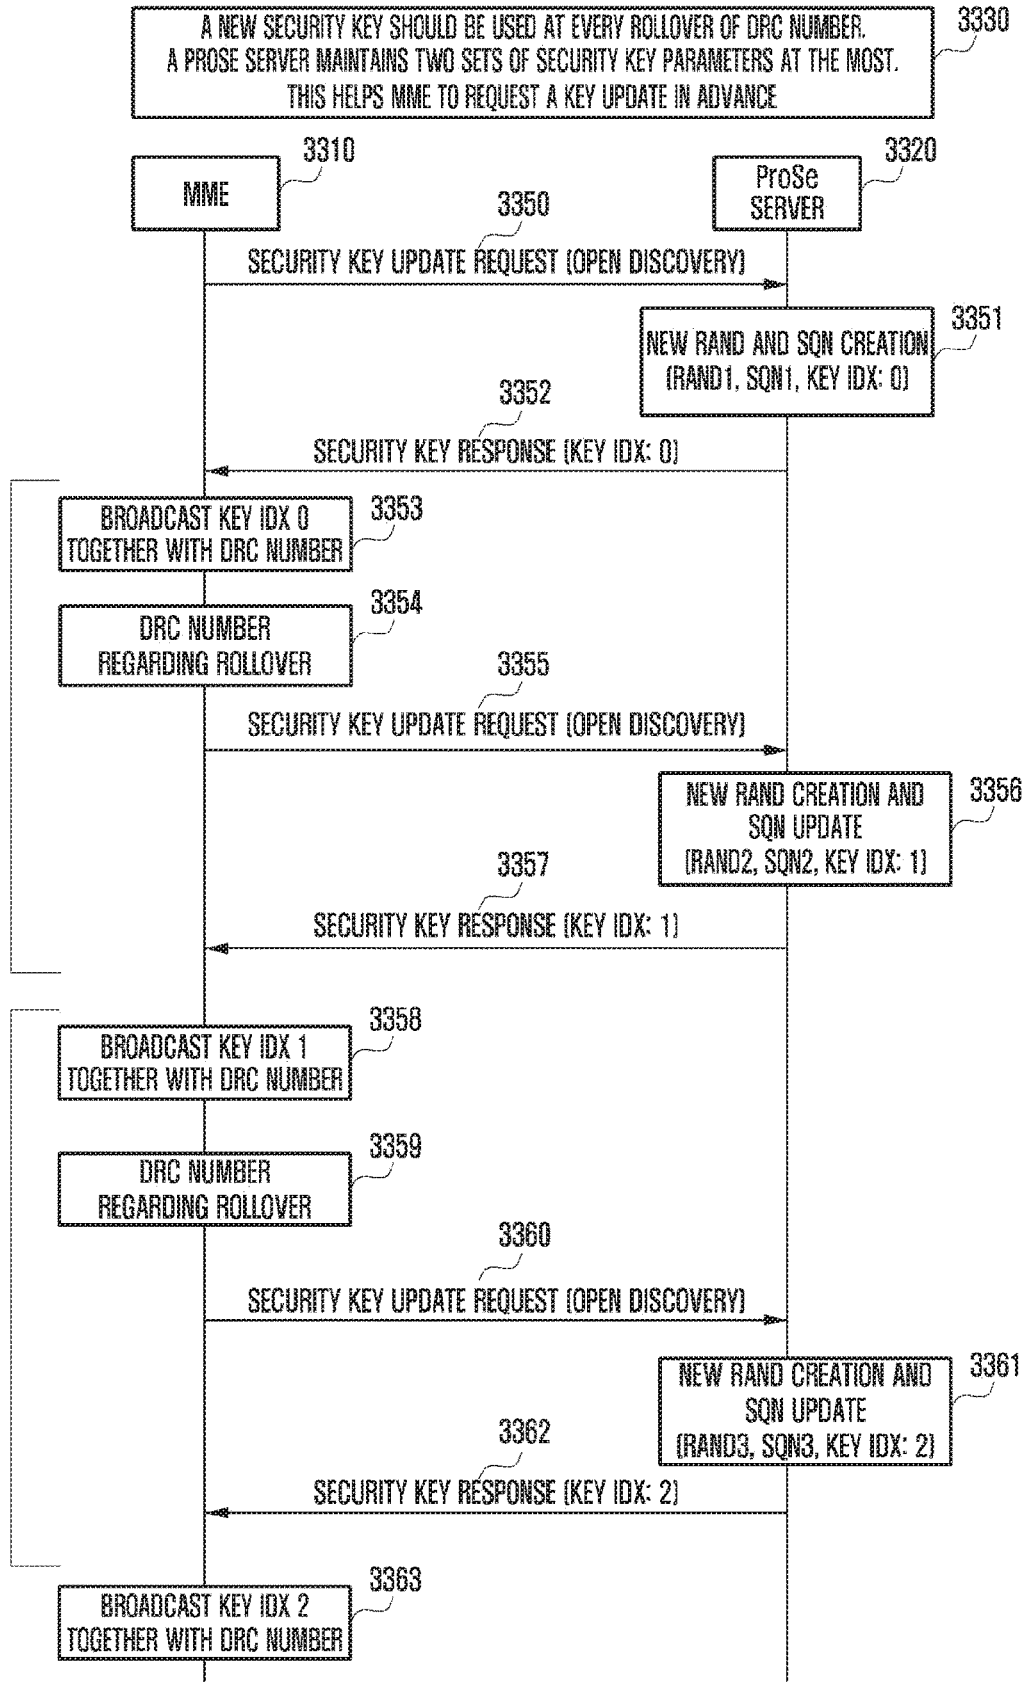 A NEW SECURITY KEY SHOULD BE USED AT EVERY ROLLOVER OF DRC NUMBER.
A PROSE SERVER MAINTAINS TWO SETS OF SECURITY KEY PARAMETERS AT THE MOST.
THIS HELPS MME TO REQUEST A KEY UPDATE IN ADVANCE
3330
3310
MME
3320
ProSe
SERVER
3350
SECURITY KEY UPDATE REQUEST (OPEN DISCOVERY)
3351
NEW RAND AND SQN CREATION
(RAND1, SQN1, KEY IDX: 0)
3352
SECURITY KEY RESPONSE (KEY IDX: 0)
3353
BROADCAST KEY IDX 0
TOGETHER WITH DRC NUMBER
3354
DRC NUMBER
REGARDING ROLLOVER
3355
SECURITY KEY UPDATE REQUEST (OPEN DISCOVERY)
3356
NEW RAND CREATION AND
SQN UPDATE
(RAND2, SQN2, KEY IDX: 1)
3357
SECURITY KEY RESPONSE (KEY IDX: 1)
3358
BROADCAST KEY IDX 1
TOGETHER WITH DRC NUMBER
3359
DRC NUMBER
REGARDING ROLLOVER
3360
SECURITY KEY UPDATE REQUEST (OPEN DISCOVERY)
3361
NEW RAND CREATION AND
SQN UPDATE
(RAND3, SQN3, KEY IDX: 2)
3362
SECURITY KEY RESPONSE (KEY IDX: 2)
3363
BROADCAST KEY IDX 2
TOGETHER WITH DRC NUMBER